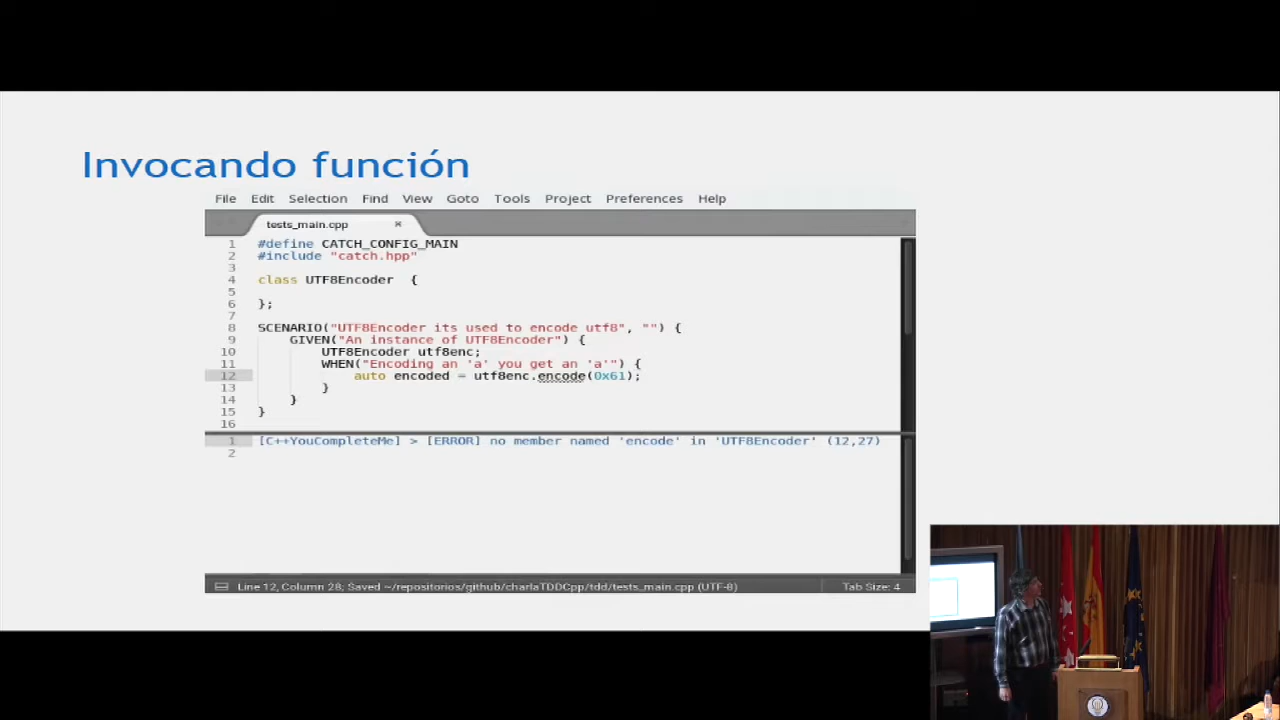 Invocando función
File Edit Selection Find View Goto Tools Project Preferences Help
tests_main.cpp ×
1 #define CATCH_CONFIG_MAIN
2 #include "catch.hpp"
3
4 class UTF8Encoder {
5
6 };
7
8 SCENARIO("UTF8Encoder its used to encode utf8", "") {
9 GIVEN("An instance of UTF8Encoder") {
10 UTF8Encoder utf8enc;
11 WHEN("Encoding an 'a' you get an 'a'") {
12 auto encoded = utf8enc.encode(0x61);
13 }
14 }
15 }
16
1 [C++YouCompleteMe] > [ERROR] no member named 'encode' in 'UTF8Encoder' (12,27)
2
Line 12, Column 28; Saved ~/repositorios/github/charlaTDDCpp/tdd/tests_main.cpp (UTF-8) Tab Size: 4